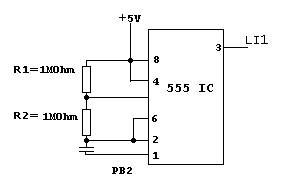 +5V
LI1
3
8
R1=1MOhm
4
555 IC
R2= 1MOhm
6
2
1
PB2